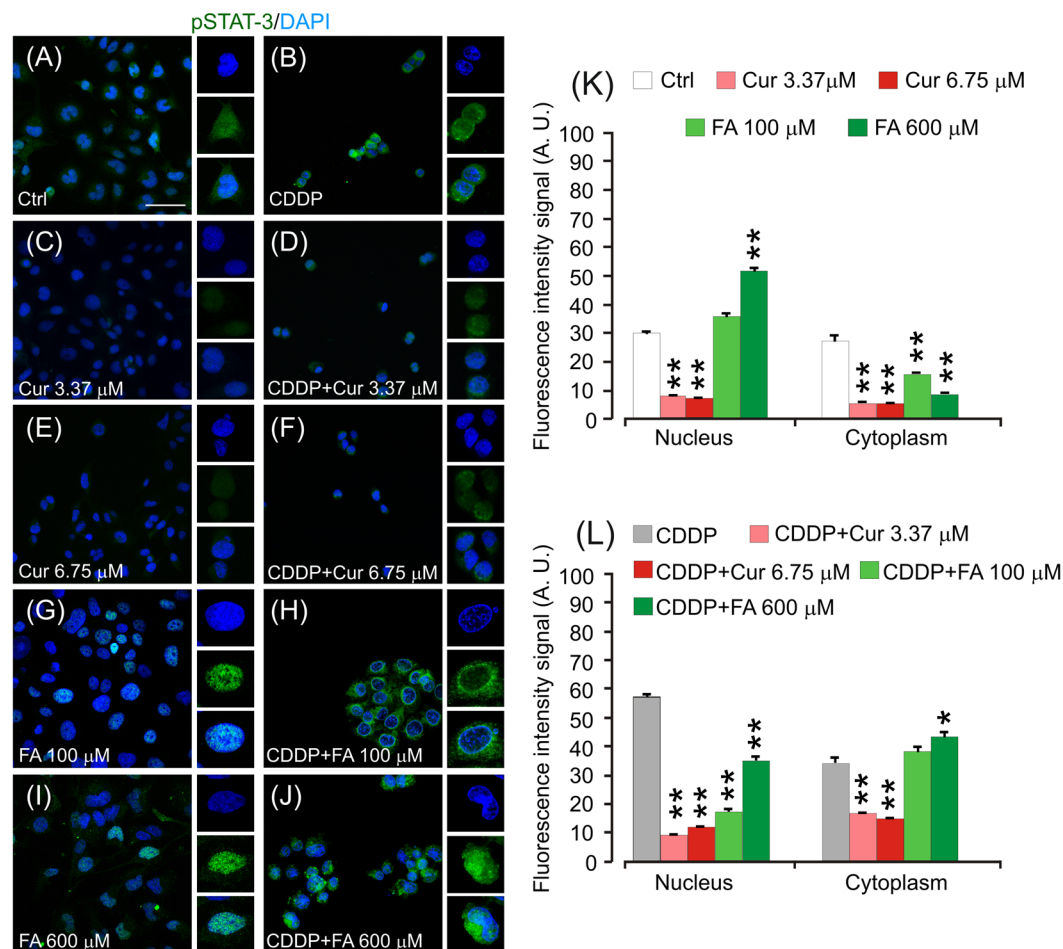 pSTAT-3/DAPI
(A)
Ctrl
(B)
CDDP
(C)
Cur 3.37 μM
(D)
CDDP+Cur 3.37 μM
(E)
Cur 6.75 μM
(F)
CDDP+Cur 6.75 μM
(G)
FA 100 μM
(H)
CDDP+FA 100 μM
(I)
FA 600 μM
(J)
CDDP+FA 600 μM
(K)
Ctrl
Cur 3.37μM
Cur 6.75 μM
FA 100 μM
FA 600 μM
Fluorescence intensity signal (A. U.)
100
90
80
70
60
50
40
30
20
10
0
**
**
**
**
**
**
**
Nucleus
Cytoplasm
(L)
CDDP
CDDP+Cur 3.37 μM
CDDP+Cur 6.75 μM
CDDP+FA 100 μM
CDDP+FA 600 μM
Fluorescence intensity signal (A. U.)
100
90
80
70
60
50
40
30
20
10
0
**
**
**
**
**
**
*
Nucleus
Cytoplasm